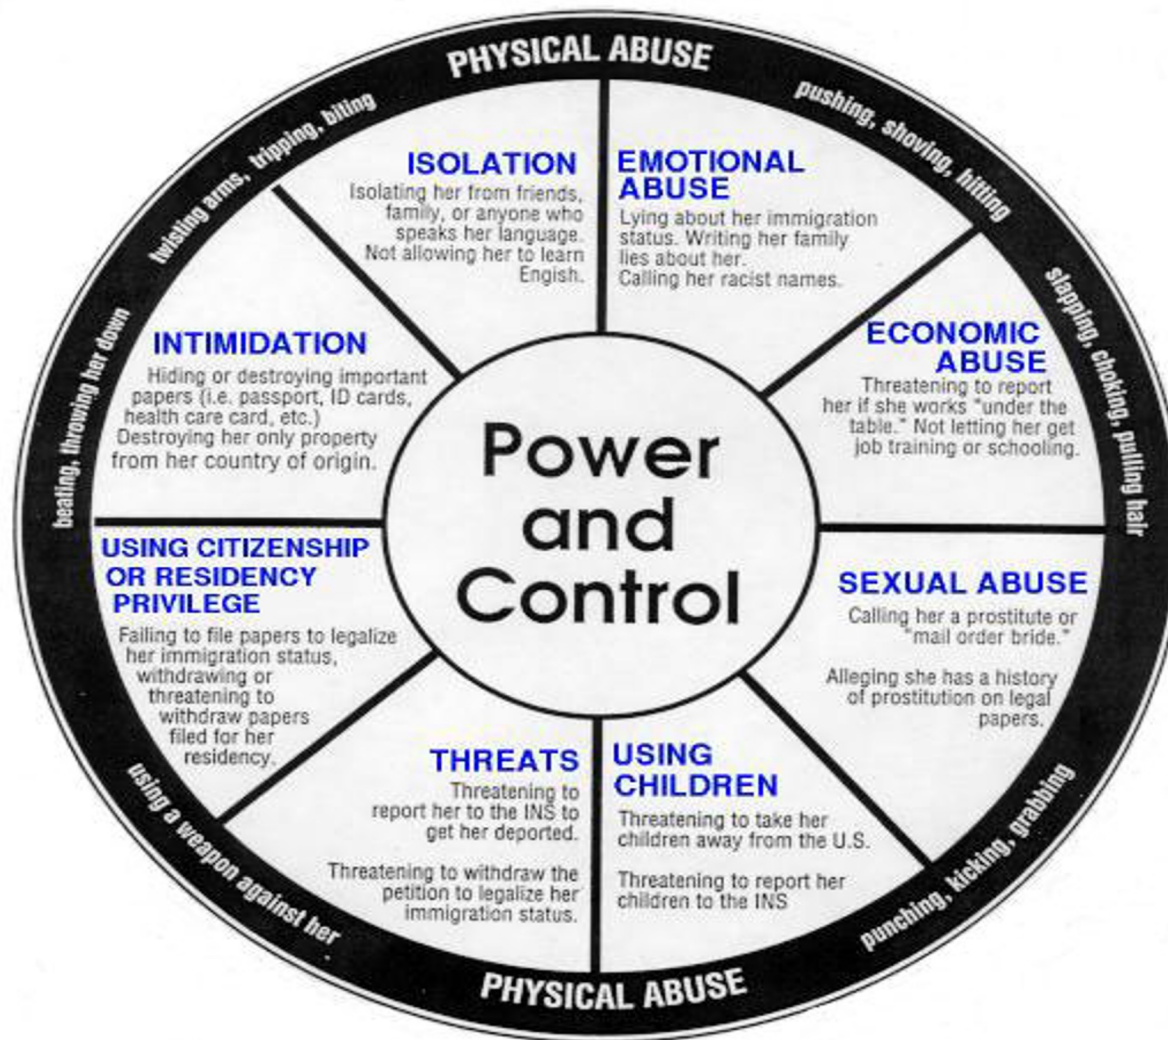 PHYSICAL ABUSE
pushing, shoving, hitting
slapping, choking, pulling hair
punching, kicking, grabbing
PHYSICAL ABUSE
using a weapon against her
beating, throwing her down
twisting arms, tripping, biting
ISOLATION
Isolating her from friends,
family, or anyone who
speaks her language.
Not allowing her to learn
Engish.
EMOTIONAL
ABUSE
Lying about her immigration
status. Writing her family
lies about her.
Calling her racist names.
ECONOMIC
ABUSE
Threatening to report
her if she works "under the
table." Not letting her get
job training or schooling.
SEXUAL ABUSE
Calling her a prostitute or
"mail order bride."
Alleging she has a history
of prostitution on legal
papers.
USING
CHILDREN
Threatening to take her
children away from the U.S.
Threatening to report her
children to the INS
THREATS
Threatening to
report her to the INS to
get her deported.
Threatening to withdraw the
petition to legalize her
immigration status.
USING CITIZENSHIP
OR RESIDENCY
PRIVILEGE
Failing to file papers to legalize
her immigration status,
withdrawing or
threatening to
withdraw papers
filed for her
residency.
INTIMIDATION
Hiding or destroying important
papers (i.e. passport, ID cards,
health care card, etc.)
Destroying her only property
from her country of origin.
Power
and
Control